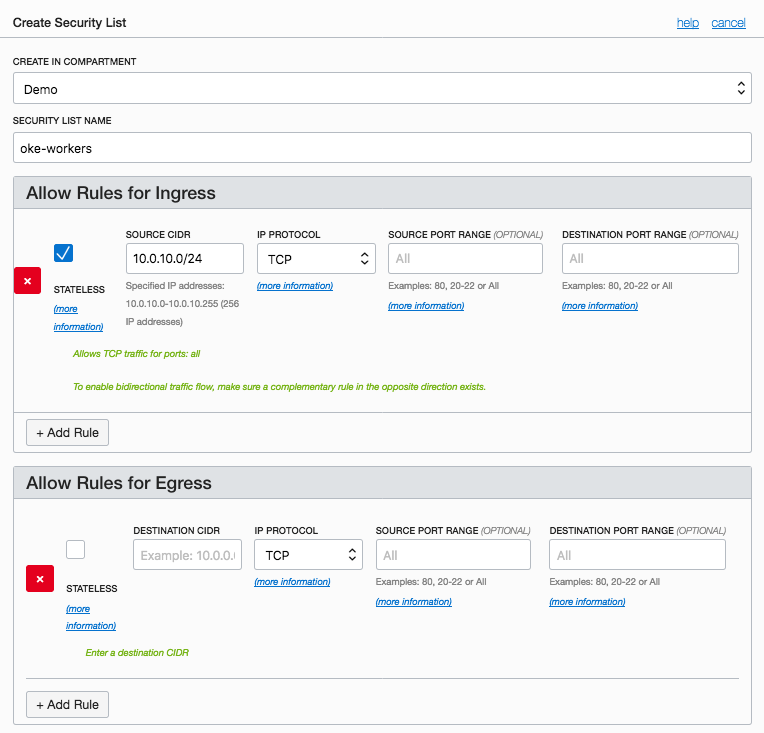 Create Security List help cancel
CREATE IN COMPARTMENT
Demo
SECURITY LIST NAME
oke-workers
Allow Rules for Ingress
SOURCE CIDR IP PROTOCOL SOURCE PORT RANGE (OPTIONAL) DESTINATION PORT RANGE (OPTIONAL)
10.0.10.0/24 TCP All All
STATELESS
(more
information)
Specified IP addresses:
10.0.10.0-10.0.10.255 (256
IP addresses)
(more information)
Examples: 80, 20-22 or All
(more information)
Examples: 80, 20-22 or All
(more information)
Allows TCP traffic for ports: all
To enable bidirectional traffic flow, make sure a complementary rule in the opposite direction exists.
+ Add Rule
Allow Rules for Egress
DESTINATION CIDR IP PROTOCOL SOURCE PORT RANGE (OPTIONAL) DESTINATION PORT RANGE (OPTIONAL)
Example: 10.0.0. TCP All All
STATELESS
(more
information)
(more information)
Examples: 80, 20-22 or All
(more information)
Examples: 80, 20-22 or All
(more information)
Enter a destination CIDR
+ Add Rule